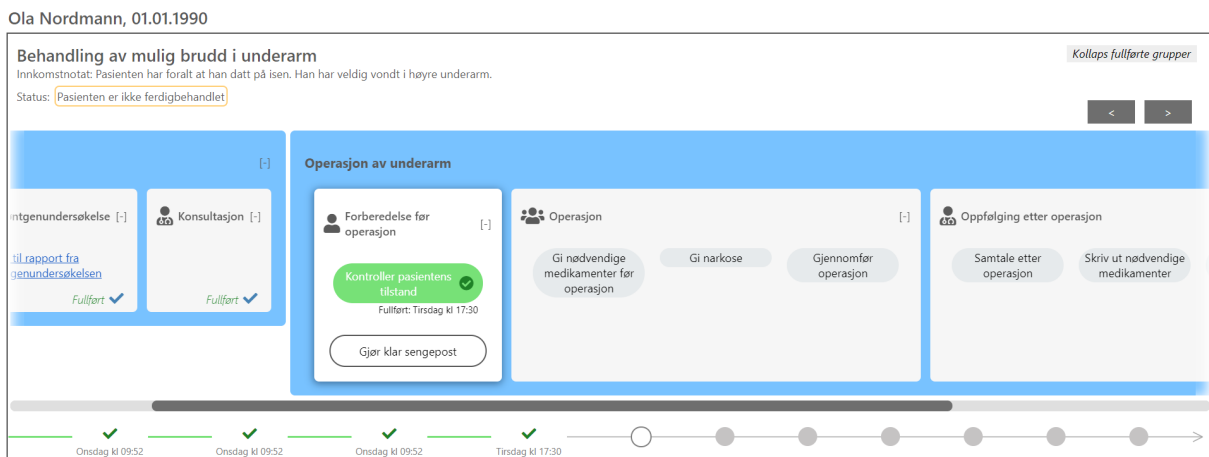 Ola Nordmann, 01.01.1990
Behandling av mulig brudd i underarm
Kollaps fullførte grupper
Innkomstnotat: Pasienten har foralt at han datt på isen. Han har veldig vondt i høyre underarm.
Status: Pasienten er ikke ferdigbehandlet
< >
[-]
ntgenundersøkelse [-]
til rapport fra
genundersøkelsen
Fullført
Konsultasjon [-]
Fullført
Operasjon av underarm
Forberedelse før
operasjon
[-]
Kontroller pasientens
tilstand
Fullført: Tirsdag kl 17:30
Gjør klar sengepost
Operasjon [-]
Gi nødvendige
medikamenter før
operasjon
Gi narkose
Gjennomfør
operasjon
Oppfølging etter operasjon
Samtale etter
operasjon
Skriv ut nødvendige
medikamenter
Onsdag kl 09:52
Onsdag kl 09:52
Onsdag kl 09:52
Tirsdag kl 17:30